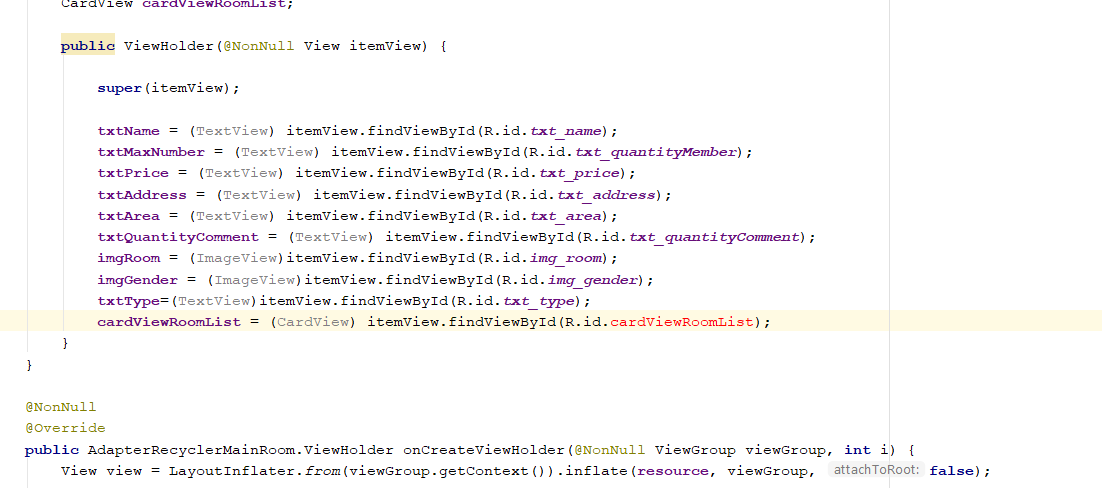 CardView cardViewRoomList;
public ViewHolder(@NonNull View itemView) {
super(itemView);
txtName = (TextView) itemView.findViewById(R.id.txt_name);
txtMaxNumber = (TextView) itemView.findViewById(R.id.txt_quantityMember);
txtPrice = (TextView) itemView.findViewById(R.id.txt_price);
txtAddress = (TextView) itemView.findViewById(R.id.txt_address);
txtArea = (TextView) itemView.findViewById(R.id.txt_area);
txtQuantityComment = (TextView) itemView.findViewById(R.id.txt_quantityComment);
imgRoom = (ImageView)itemView.findViewById(R.id.img_room);
imgGender = (ImageView)itemView.findViewById(R.id.img_gender);
txtType=(TextView)itemView.findViewById(R.id.txt_type);
cardViewRoomList = (CardView) itemView.findViewById(R.id.cardViewRoomList);
}
}
@NonNull
@Override
public AdapterRecyclerMainRoom.ViewHolder onCreateViewHolder(@NonNull ViewGroup viewGroup, int i) {
View view = LayoutInflater.from(viewGroup.getContext()).inflate(resource, viewGroup, attachToRoot: false);